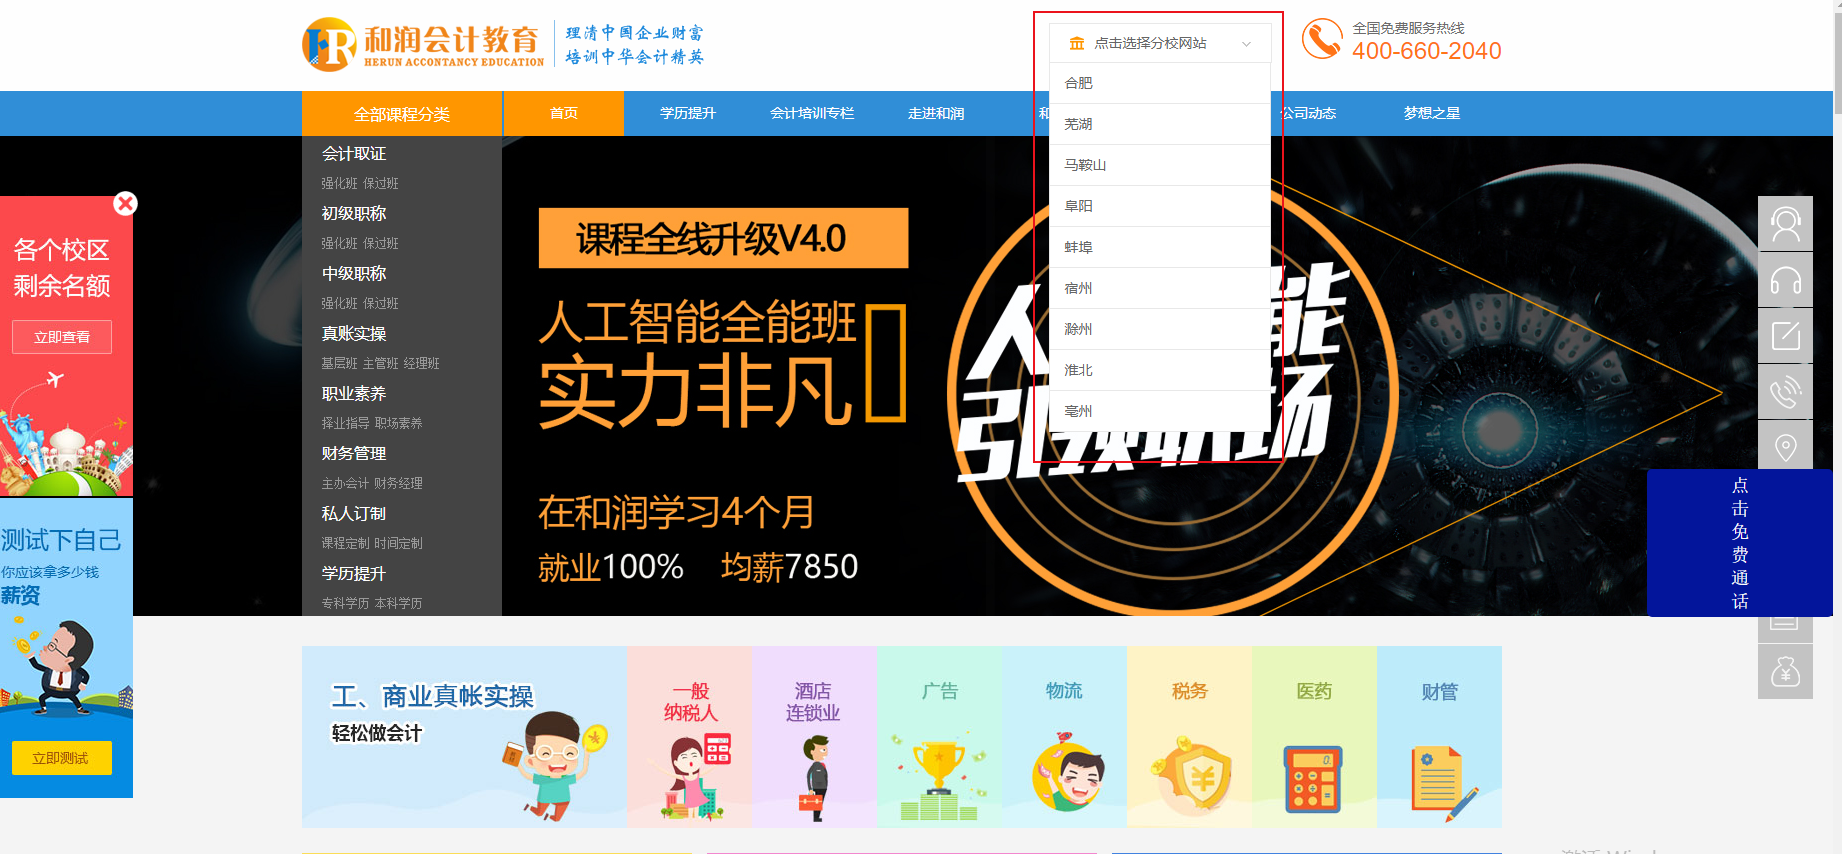 和润会计教育
HERUN ACCONTANCY EDUCATION
理清中国企业财富
培训中华会计精英
点击选择分校网站
全国免费服务热线
400-660-2040
合肥
芜湖
马鞍山
阜阳
蚌埠
宿州
滁州
淮北
亳州
全部课程分类
首页
学历提升
会计培训专栏
走进和润
和
公司动态
梦想之星
会计取证
强化班 保过班
初级职称
强化班 保过班
中级职称
强化班 保过班
真账实操
基层班 主管班 经理班
职业素养
择业指导 职场素养
财务管理
主办会计 财务经理
私人订制
课程定制 时间定制
学历提升
专科学历 本科学历
各个校区
剩余名额
立即查看
测试下自己
你应该拿多少钱
薪资
立即测试
课程全线升级V4.0
人工智能全能班
实力非凡
在和润学习4个月
就业100% 均薪7850
人 能
引领职场
点击免费通话
工、商业真帐实操
轻松做会计
一般
纳税人
酒店
连锁业
广告
物流
税务
医药
财管